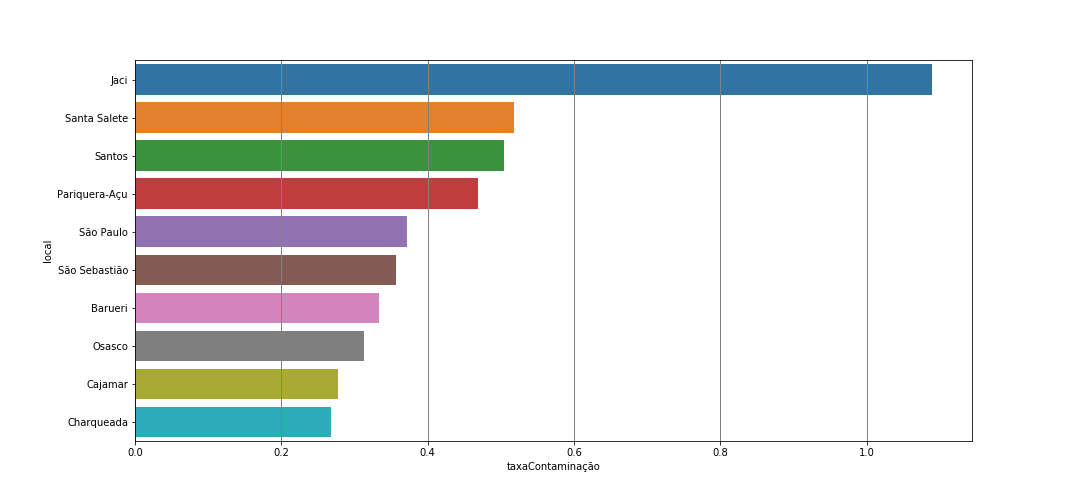 Jaci
Santa Salete
Santos
Pariquera-Açu
São Paulo
São Sebastião
Barueri
Osasco
Cajamar
Charqueada
local
0.0 0.2 0.4 0.6 0.8 1.0
taxaContaminação